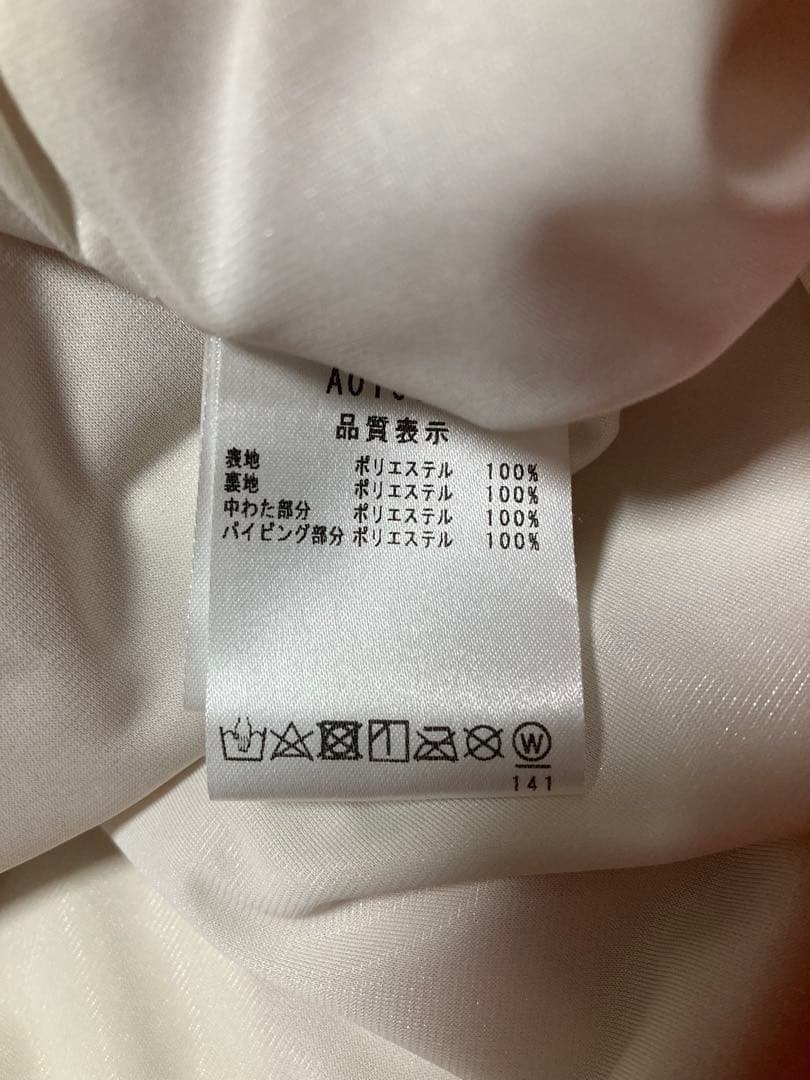 品質表示
表地 ポリエステル 100%
裏地 ポリエステル 100%
中わた部分 ポリエステル 100%
パイピング部分 ポリエステル 100%
W
141